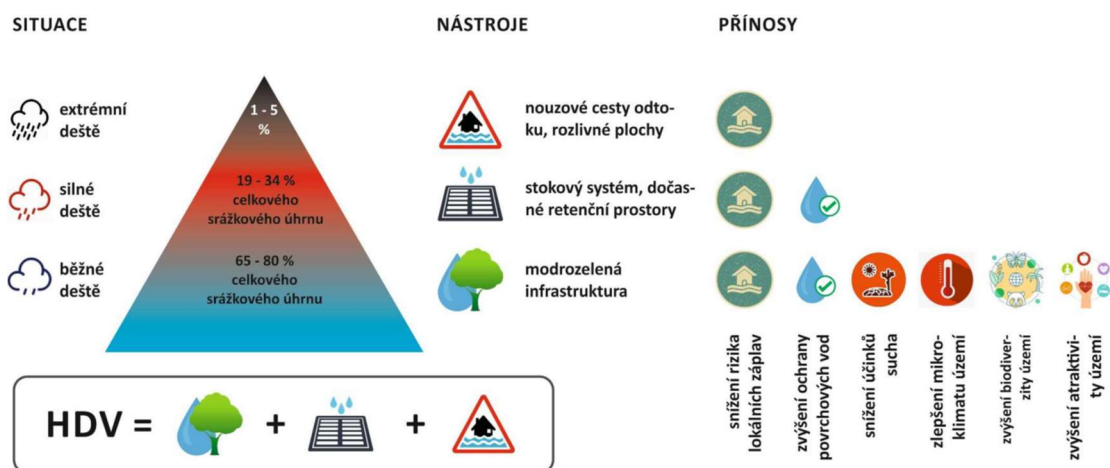 SITUACE
NÁSTROJE
PŘÍNOSY
extrémní
deště
1 - 5
%
nouzové cesty odto-
ku, rozlivné plochy
silné
deště
19 - 34 %
celkového
srážkového úhrnu
stokový systém, dočas-
né retenční prostory
běžné
deště
65 - 80 %
celkového
srážkového úhrnu
modrozelená
infrastruktura
snížení rizika
lokálních záplav
zvýšení ochrany
povrchových vod
snížení účinků
sucha
zlepšení mikro-
klimatu území
zvýšení biodiver-
zity území
zvýšení atraktivi-
ty území
HDV = + +